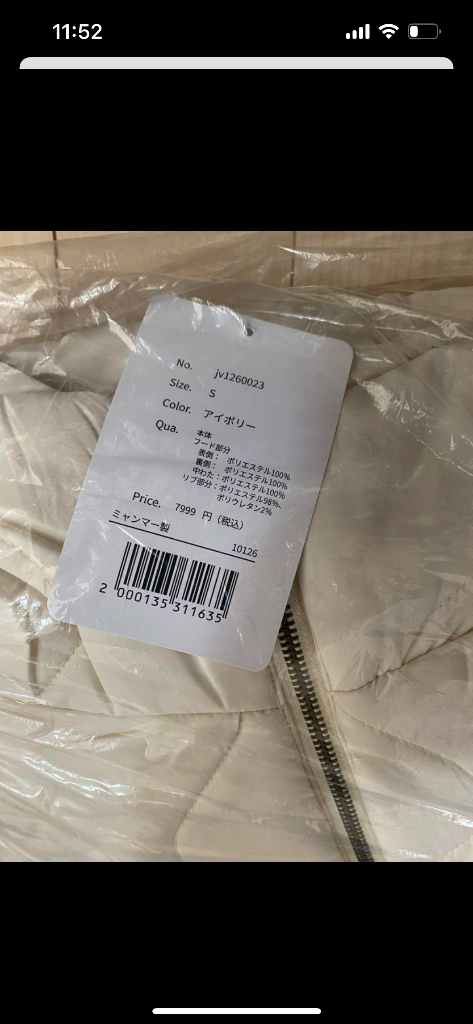 11:52
No. jv1260023
Size. S
Color. アイボリー
Qua. 本体
フード部分
表側： ポリエステル100%
裏側： ポリエステル100%
中わた：ポリエステル100%
リブ部分：ポリエステル98%、
ポリウレタン2%
Price. 7999 円（税込）
ミャンマー製
10126
2 000135 311635